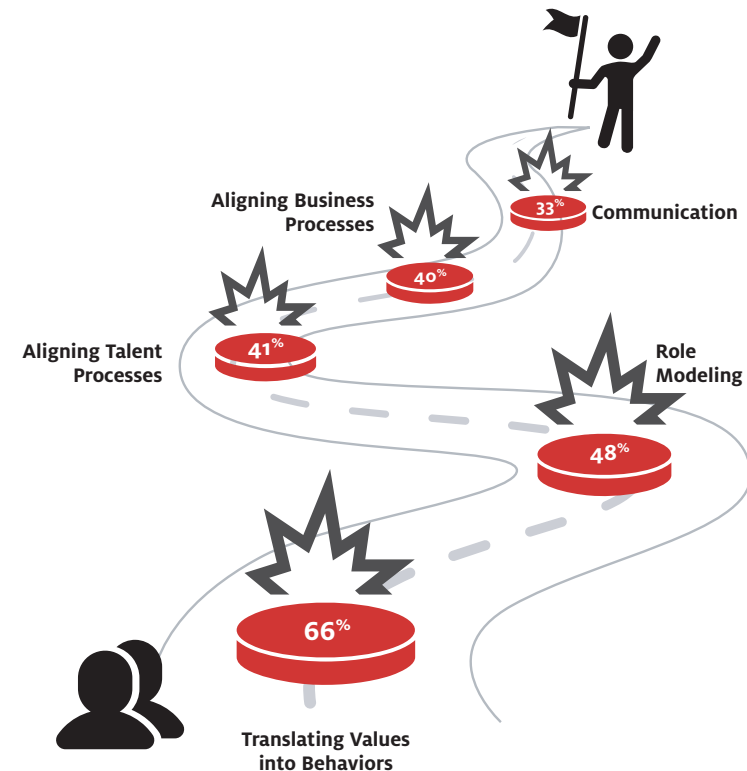 Aligning Business
Processes
33%
Communication
40%
Aligning Talent
Processes
41%
Role
Modeling
48%
66%
Translating Values
into Behaviors